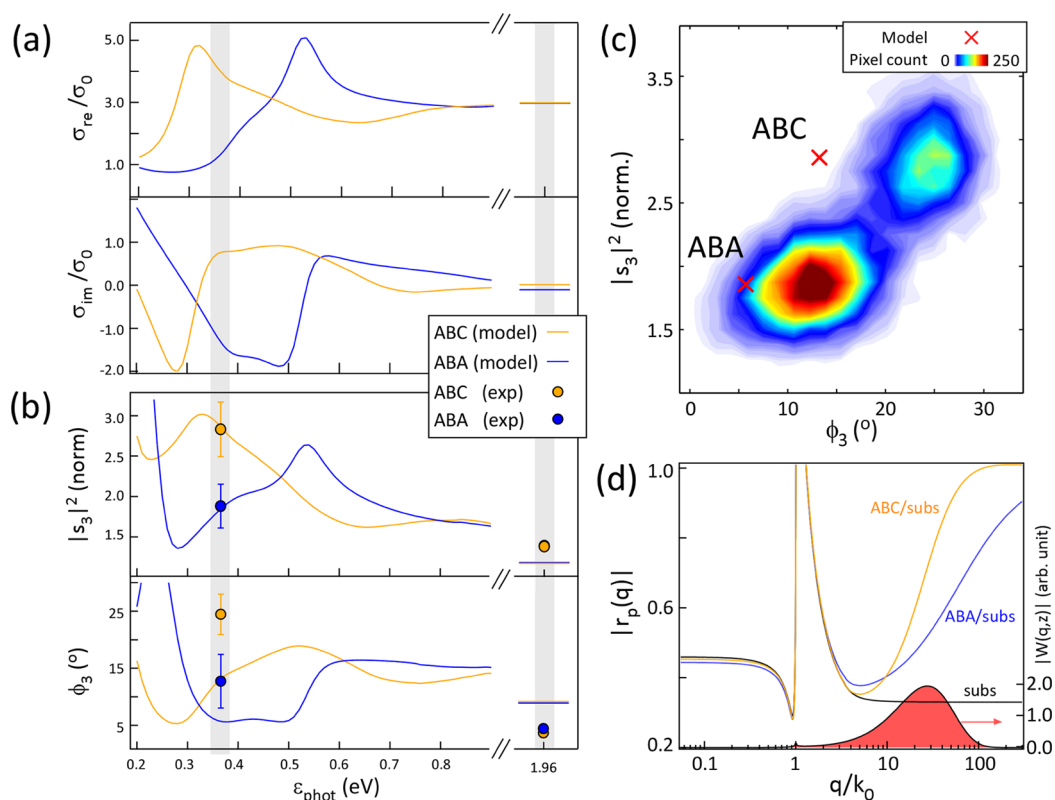 (a)
σre/σ0
5.0
3.0
1.0
σim/σ0
1.0
0.0
-1.0
-2.0
ABC (model)
ABA (model)
ABC (exp)
ABA (exp)
(b)
|s3|² (norm)
3.0
2.5
2.0
1.5
ϕ3 (°)
25
15
5
0.2 0.3 0.4 0.5 0.6 0.7 0.8 1.96
εphot (eV)
(c)
Model
Pixel count 0 250
|s3|² (norm.)
3.5
2.5
1.5
ABC
ABA
0 10 20 30
ϕ3 (°)
(d)
|rp(q)|
1.0
0.6
0.2
ABC/subs
ABA/subs
subs
|W(q,z)| (arb. unit)
2.0
1.0
0.0
0.1 1 10 100
q/k0